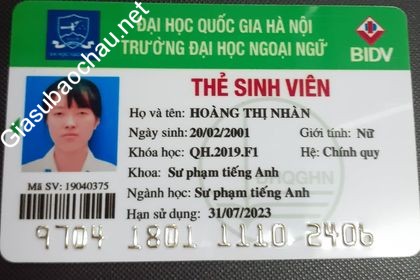 ĐẠI HỌC QUỐC GIA HÀ NỘI
TRƯỜNG ĐẠI HỌC NGOẠI NGỮ
BIDV
THẺ SINH VIÊN
Họ và tên: HOÀNG THỊ NHÀN
Ngày sinh: 20/02/2001 Giới tính: Nữ
Khóa học: QH.2019.F1 Hệ: Chính quy
Khoa: Sư phạm tiếng Anh
Ngành học: Sư phạm tiếng Anh
Hạn sử dụng: 31/07/2023
Mã SV: 19040375
9704 1801 1110 2406
Giasubaochau.net